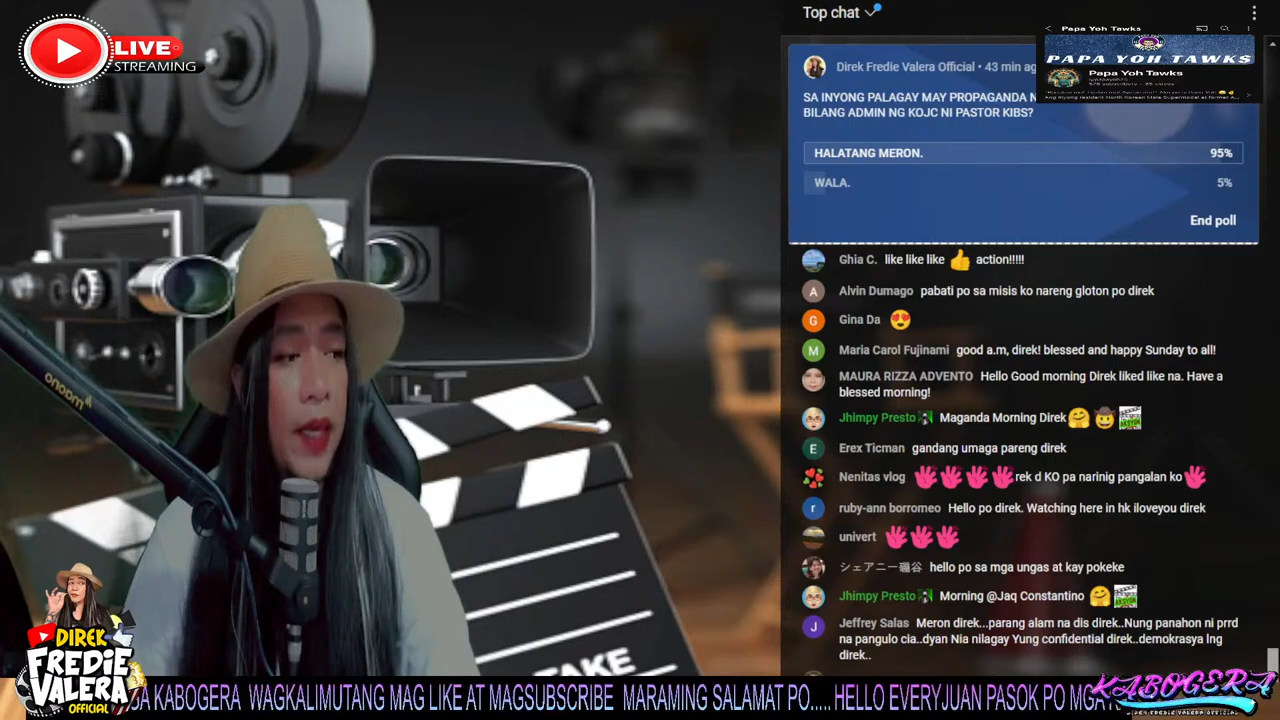 LIVE
STREAMING
Top chat
Papa Yoh Tawks
PAPA YOH TAWKS
Papa Yoh Tawks
Direk Fredie Valera Official • 43 min ag
SA INYONG PALAGAY MAY PROPAGANDA N
BILANG ADMIN NG KOJC NI PASTOR KIBS?
HALATANG MERON. 95%
WALA. 5%
End poll
Ghia C. like like like 👍 action!!!!!
Alvin Dumago pabati po sa misis ko nareng gloton po direk
Gina Da 😍
Maria Carol Fujinami good a.m, direk! blessed and happy Sunday to all!
MAURA RIZZA ADVENTO Hello Good morning Direk liked like na. Have a
blessed morning!
Jhimpy Presto Maganda Morning Direk🤗🤠
Erex Ticman gandang umaga pareng direk
Nenitas vlog rek d KO pa narinig pangalan ko
ruby-ann borromeo Hello po direk. Watching here in hk iloveyou direk
univert
シェアニー磯谷 hello po sa mga ungas at kay pokeke
Jhimpy Presto Morning @Jaq Constantino 🤗
Jeffrey Salas Meron direk...parang alam na dis direk..Nung panahon ni prrd
na pangulo cia..dyan Nia nilagay Yung confidential direk..demokrasya lng
direk..
maono
TAKE
DIREK
FREDIE
VALERA
OFFICIAL
GA KABOGERA WAGKALIMUTANG MAG LIKE AT MAGSUBSCRIBE MARAMING SALAMAT PO..... HELLO EVERYJUAN PASOK PO MGA K
KABOGERA
DIREK FREDIE VALERA OFFICIAL